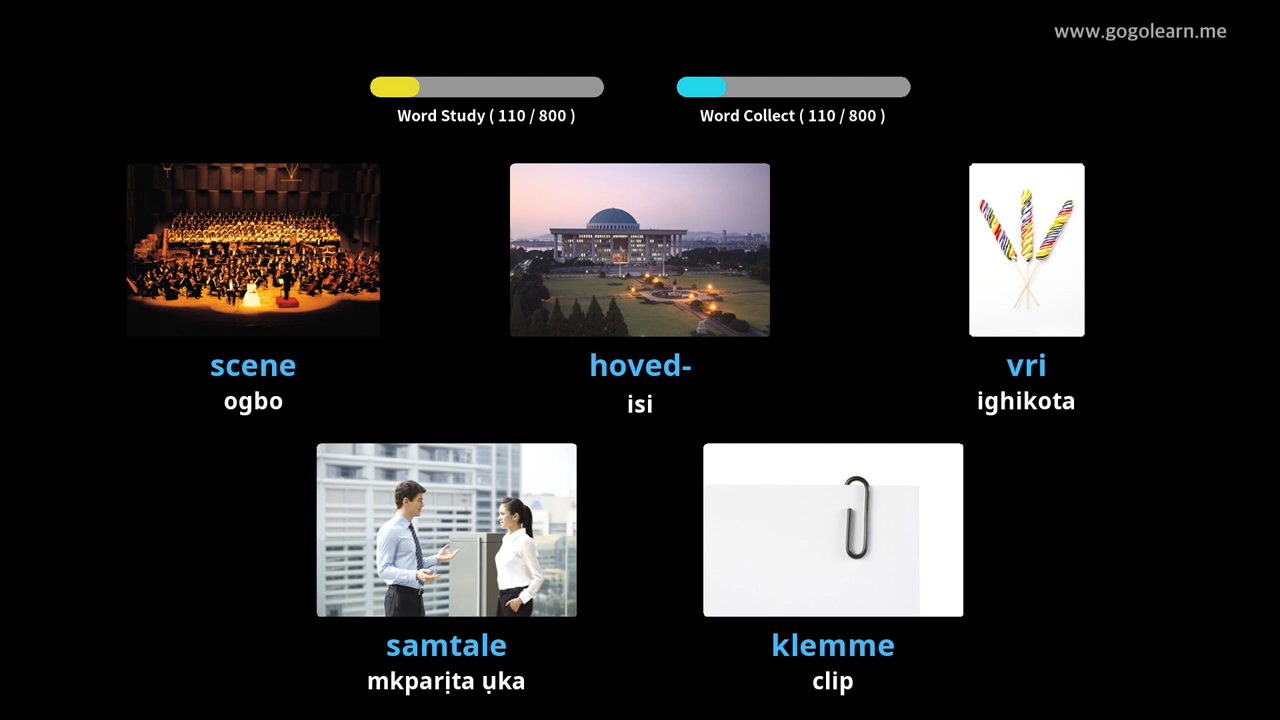 www.gogolearn.me
Word Study ( 110 / 800 )
Word Collect ( 110 / 800 )
scene
ogbo
hoved-
isi
vri
ighikota
samtale
mkparịta ụka
klemme
clip